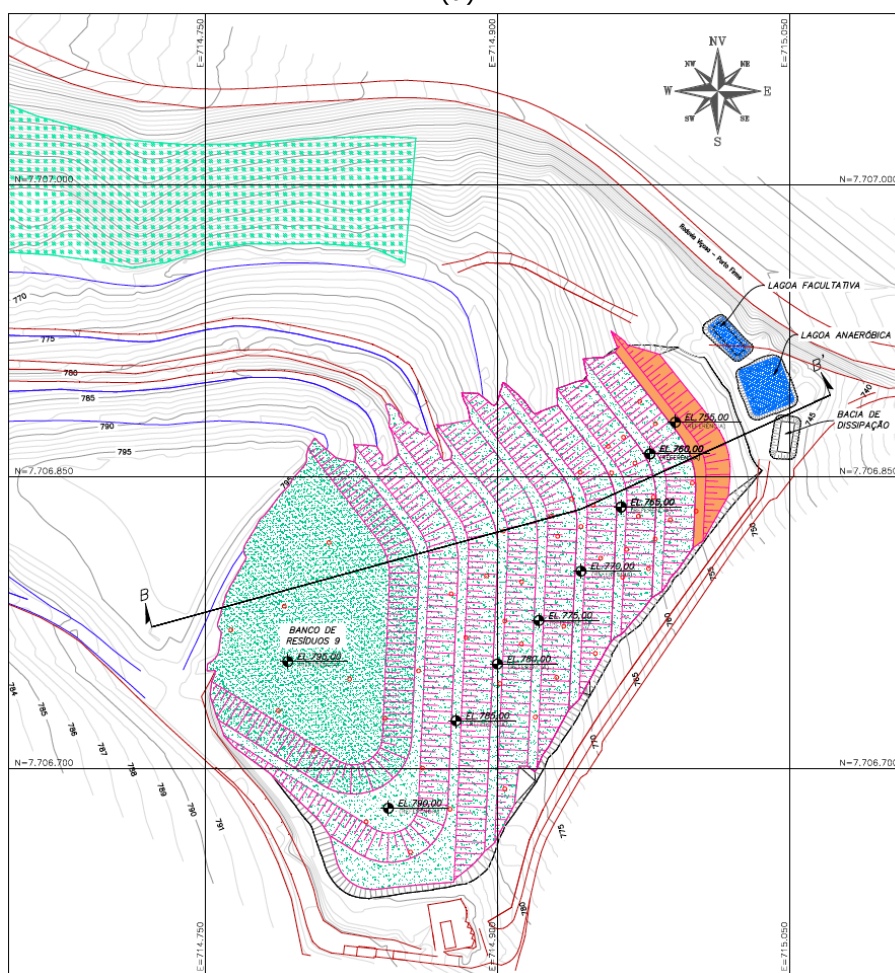 E=714.750
E=714.900
E=715.050
NV
NW
NE
W
E
SW
SE
S
N=7.707.000
N=7.707.000
Rodovia Viçosa - Porto Firme
LAGOA FACULTATIVA
770
775
LAGOA ANAERÓBICA
780
B'
785
740
EL.755,00
(REFERÊNCIA)
745
BACIA DE
DISSIPAÇÃO
790
795
EL.760,00
N=7.706.850
N=7.706.850
795
EL.765,00
750
755
EL.770,00
B
760
EL.775,00
BANCO DE
RESÍDUOS 9
EL.795,00
EL.780,00
765
784
785
EL.785,00
786
770
787
N=7.706.700
N=7.706.700
788
789
790
EL.790,00
791
775
780
E=714.750
E=714.900
E=715.050